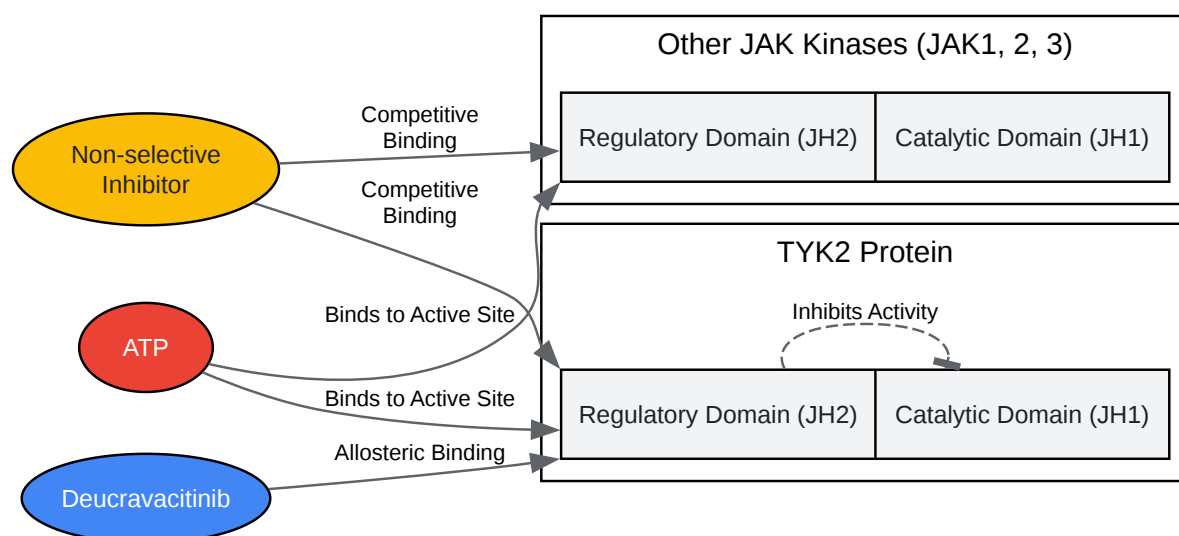 Other JAK Kinases (JAK1, 2, 3)
Regulatory Domain (JH2)
Catalytic Domain (JH1)
Non-selective
Inhibitor
Competitive
Binding
Competitive
Binding
TYK2 Protein
Inhibits Activity
Binds to Active Site
ATP
Binds to Active Site
Regulatory Domain (JH2)
Catalytic Domain (JH1)
Allosteric Binding
Deucravacitinib